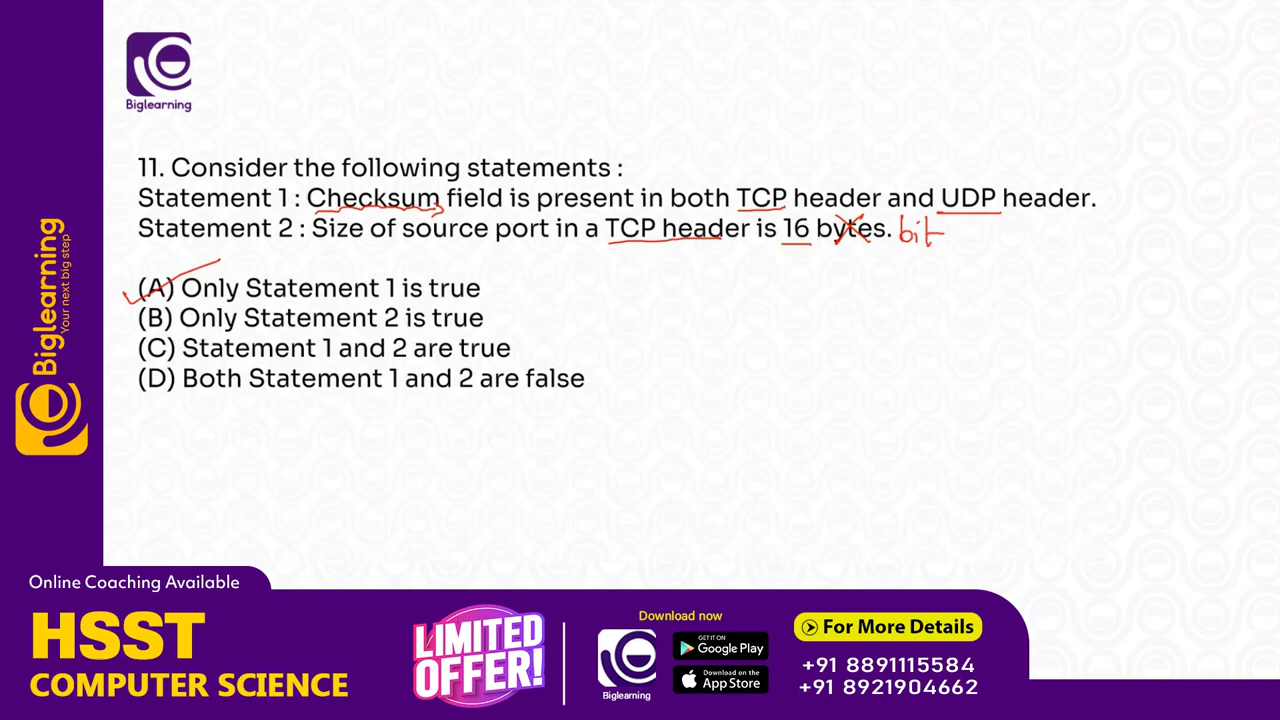 Biglearning
11. Consider the following statements :
Statement 1 : Checksum field is present in both TCP header and UDP header.
Statement 2 : Size of source port in a TCP header is 16 bytes. bit
(A) Only Statement 1 is true
(B) Only Statement 2 is true
(C) Statement 1 and 2 are true
(D) Both Statement 1 and 2 are false
Biglearning
Your next big step
Online Coaching Available
HSST
COMPUTER SCIENCE
LIMITED
OFFER!
Download now
Biglearning
GET IT ON
Google Play
Download on the
App Store
For More Details
+91 8891115584
+91 8921904662